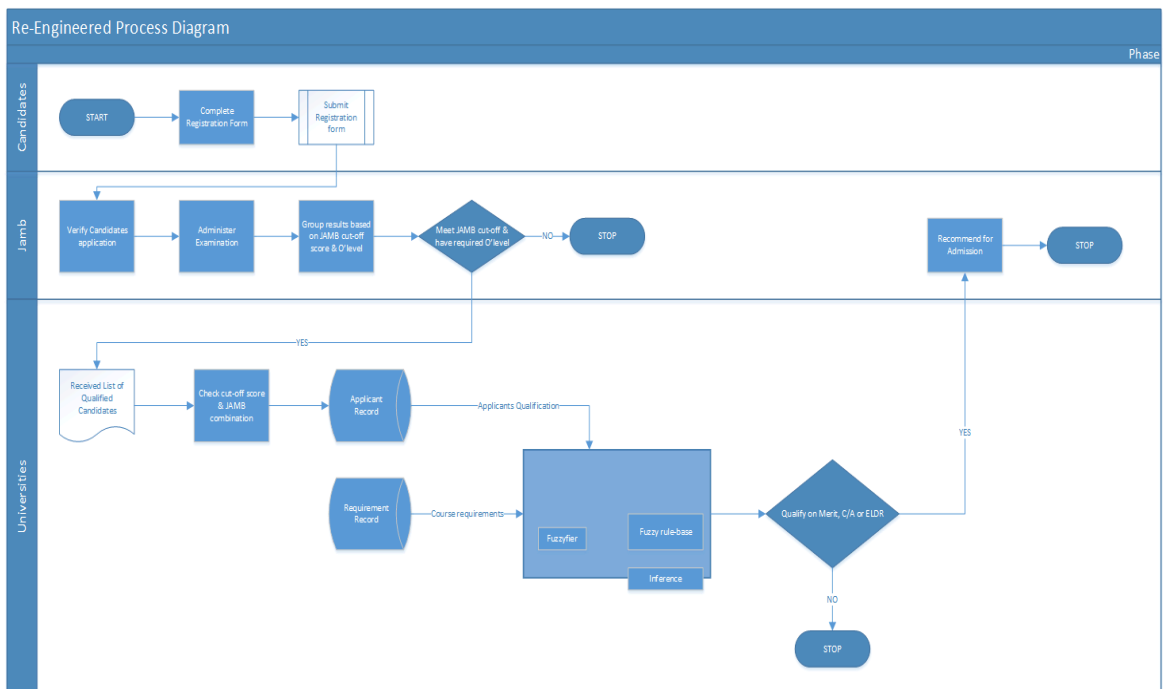 Re-Engineered Process Diagram
Phase
Candidates
START
Complete
Registration Form
Submit
Registration
form
Jamb
Verify Candidates
application
Administer
Examination
Group results based
on JAMB cut-off
score & O'level
Meet JAMB cut-off &
have required O'level
NO
STOP
Recommend for
Admission
STOP
YES
Universities
Received List of
Qualified
Candidates
Check cut-off score
& JAMB
combination
Applicant
Record
Applicants Qualification
YES
Requirement
Record
Course requirements
Fuzzyfier
Fuzzy rule-base
Inference
Qualify on Merit, C/A or ELDR
NO
STOP